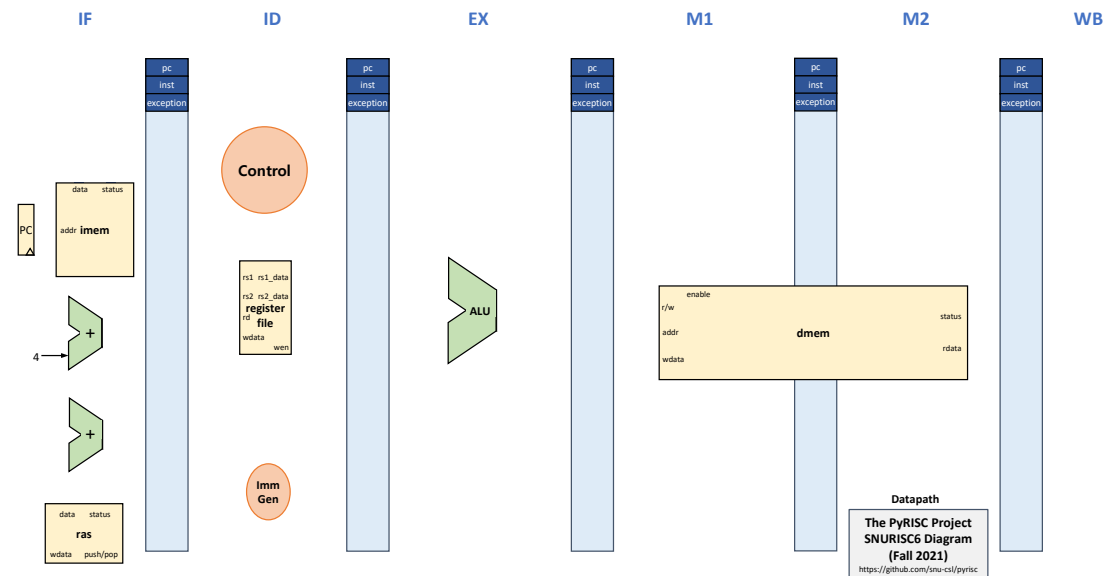 IF ID EX M1 M2 WB
pc pc pc pc pc
inst inst inst inst inst
exception exception exception exception exception
Control
data status
PC
addr imem
rs1 rs1_data
rs2 rs2_data
register
file
rd
wdata
wen
ALU
enable
r/w
status
addr
dmem
rdata
wdata
+
4
+
Imm
Gen
data status
ras
wdata push/pop
Datapath
The PyRISC Project
SNURISC6 Diagram
(Fall 2021)
https://github.com/snu-csl/pyrisc